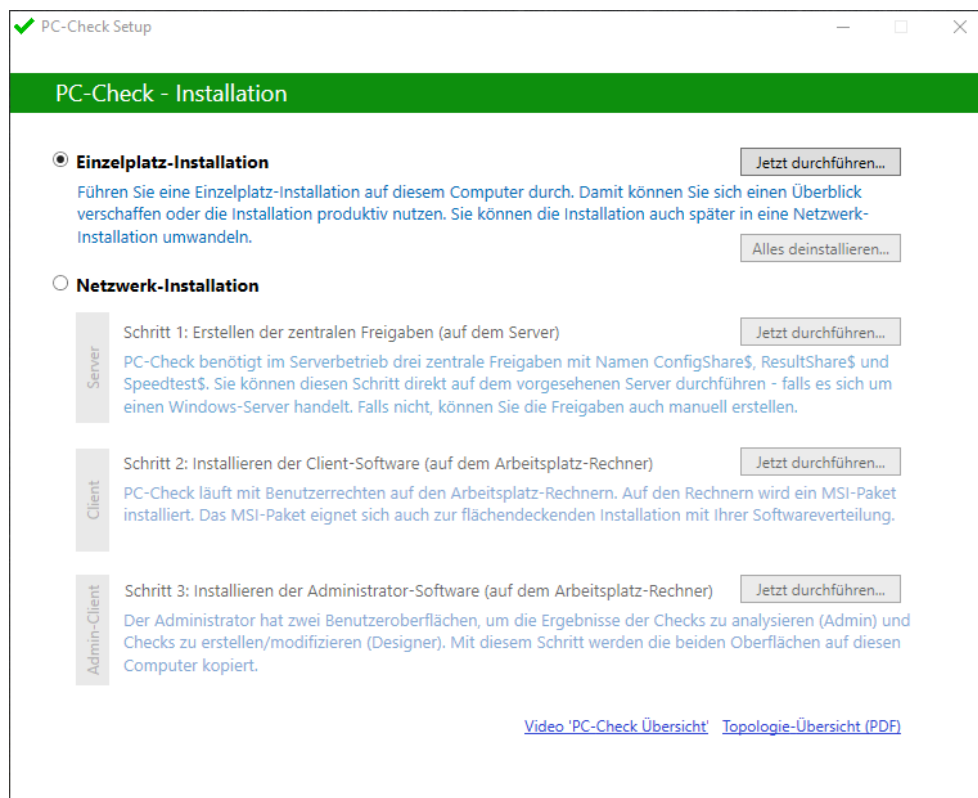 PC-Check Setup
PC-Check - Installation
Einzelplatz-Installation
Jetzt durchführen...
Führen Sie eine Einzelplatz-Installation auf diesem Computer durch. Damit können Sie sich einen Überblick
verschaffen oder die Installation produktiv nutzen. Sie können die Installation auch später in eine Netzwerk-
Installation umwandeln.
Alles deinstallieren...
Netzwerk-Installation
Server
Schritt 1: Erstellen der zentralen Freigaben (auf dem Server)
Jetzt durchführen...
PC-Check benötigt im Serverbetrieb drei zentrale Freigaben mit Namen ConfigShare$, ResultShare$ und
Speedtest$. Sie können diesen Schritt direkt auf dem vorgesehenen Server durchführen - falls es sich um
einen Windows-Server handelt. Falls nicht, können Sie die Freigaben auch manuell erstellen.
Client
Schritt 2: Installieren der Client-Software (auf dem Arbeitsplatz-Rechner)
Jetzt durchführen...
PC-Check läuft mit Benutzerrechten auf den Arbeitsplatz-Rechnern. Auf den Rechnern wird ein MSI-Paket
installiert. Das MSI-Paket eignet sich auch zur flächendeckenden Installation mit Ihrer Softwareverteilung.
Admin-Client
Schritt 3: Installieren der Administrator-Software (auf dem Arbeitsplatz-Rechner)
Jetzt durchführen...
Der Administrator hat zwei Benutzeroberflächen, um die Ergebnisse der Checks zu analysieren (Admin) und
Checks zu erstellen/modifizieren (Designer). Mit diesem Schritt werden die beiden Oberflächen auf diesen
Computer kopiert.
Video 'PC-Check Übersicht'
Topologie-Übersicht (PDF)